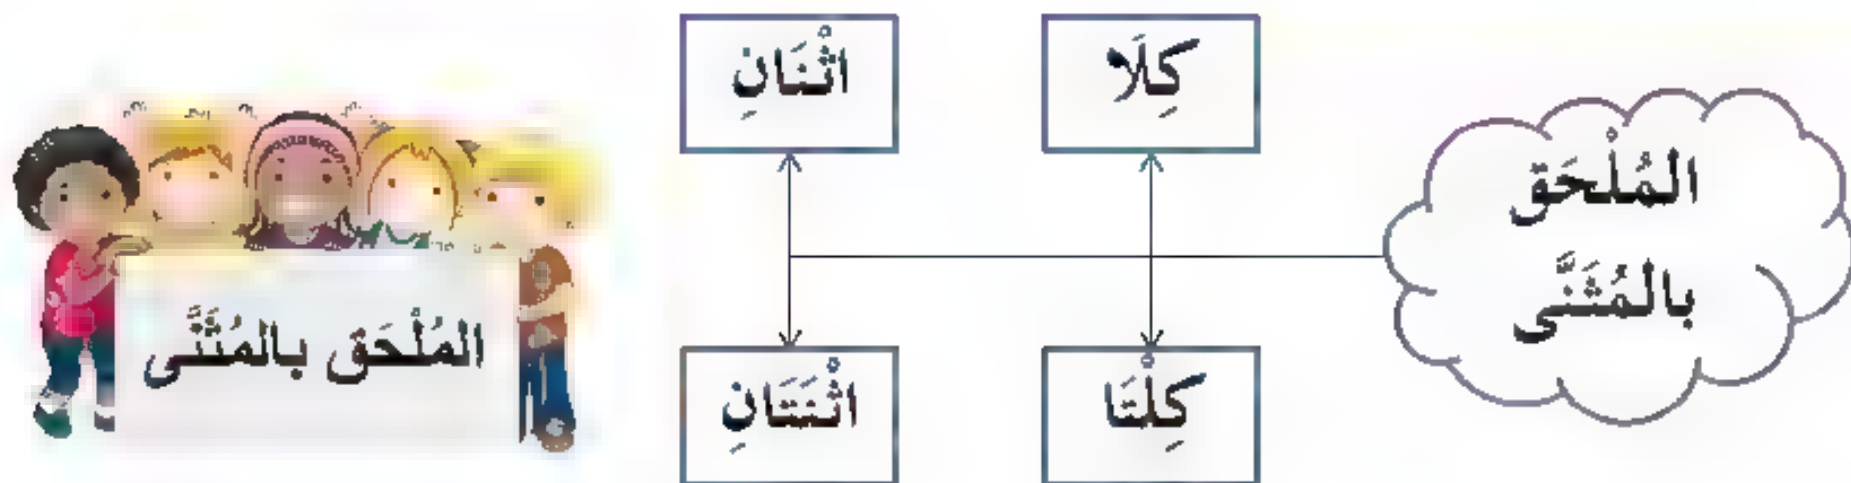 المُلْحَق
بالمُثَنَّى
كِلَا
اثْنَانِ
كِلْتَا
اثْنَتَانِ
المُلْحَق بالمُثَنَّى